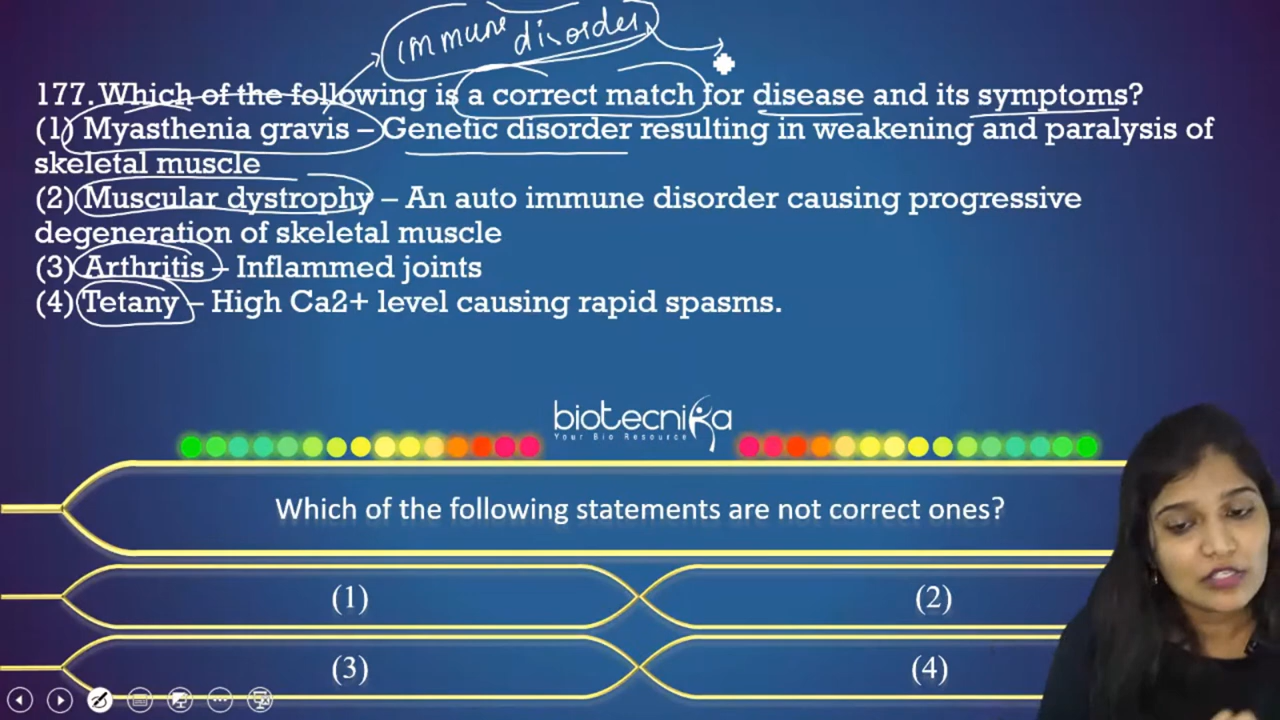 immune disorder
177. Which of the following is a correct match for disease and its symptoms?
(1) Myasthenia gravis – Genetic disorder resulting in weakening and paralysis of
skeletal muscle
(2) Muscular dystrophy – An auto immune disorder causing progressive
degeneration of skeletal muscle
(3) Arthritis – Inflammed joints
(4) Tetany – High Ca2+ level causing rapid spasms.
biotecnika
Your Bio Resource
Which of the following statements are not correct ones?
(1) (2)
(3) (4)